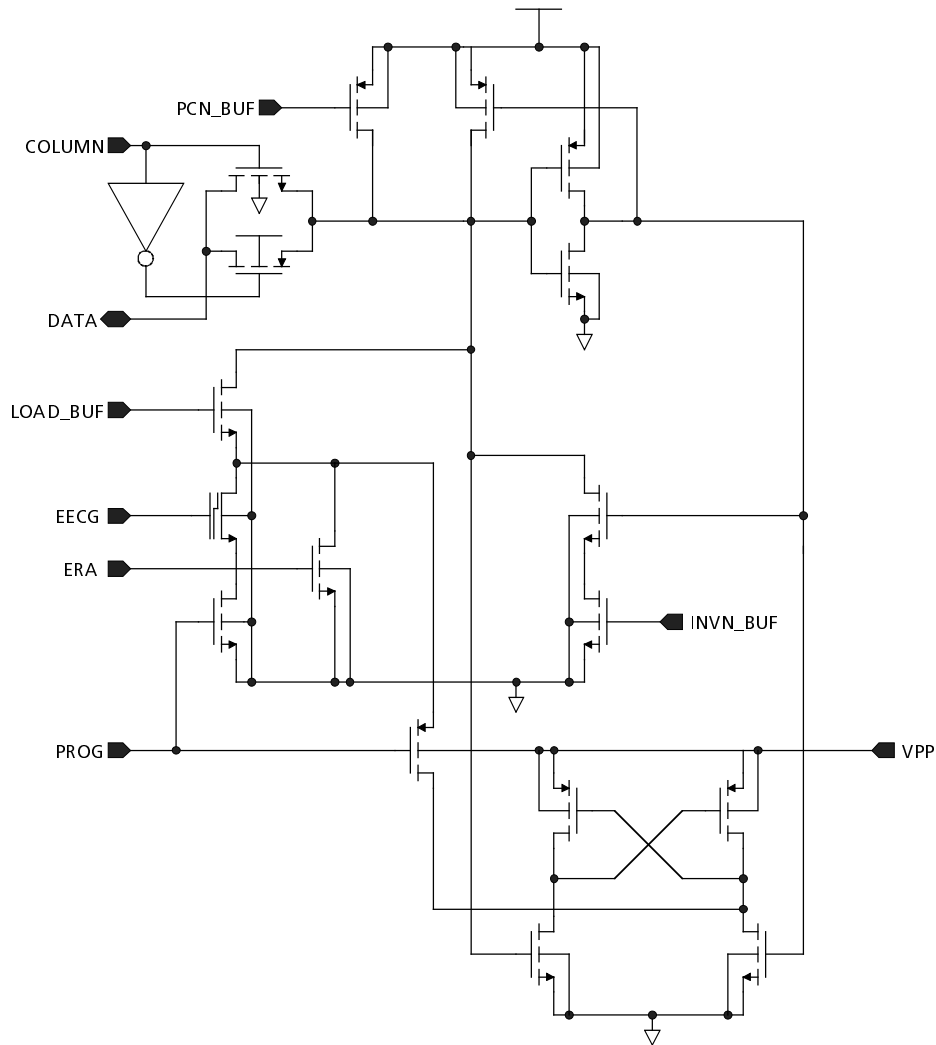 PCN_BUF
COLUMN
DATA
LOAD_BUF
EECG
ERA
INVN_BUF
PROG
VPP